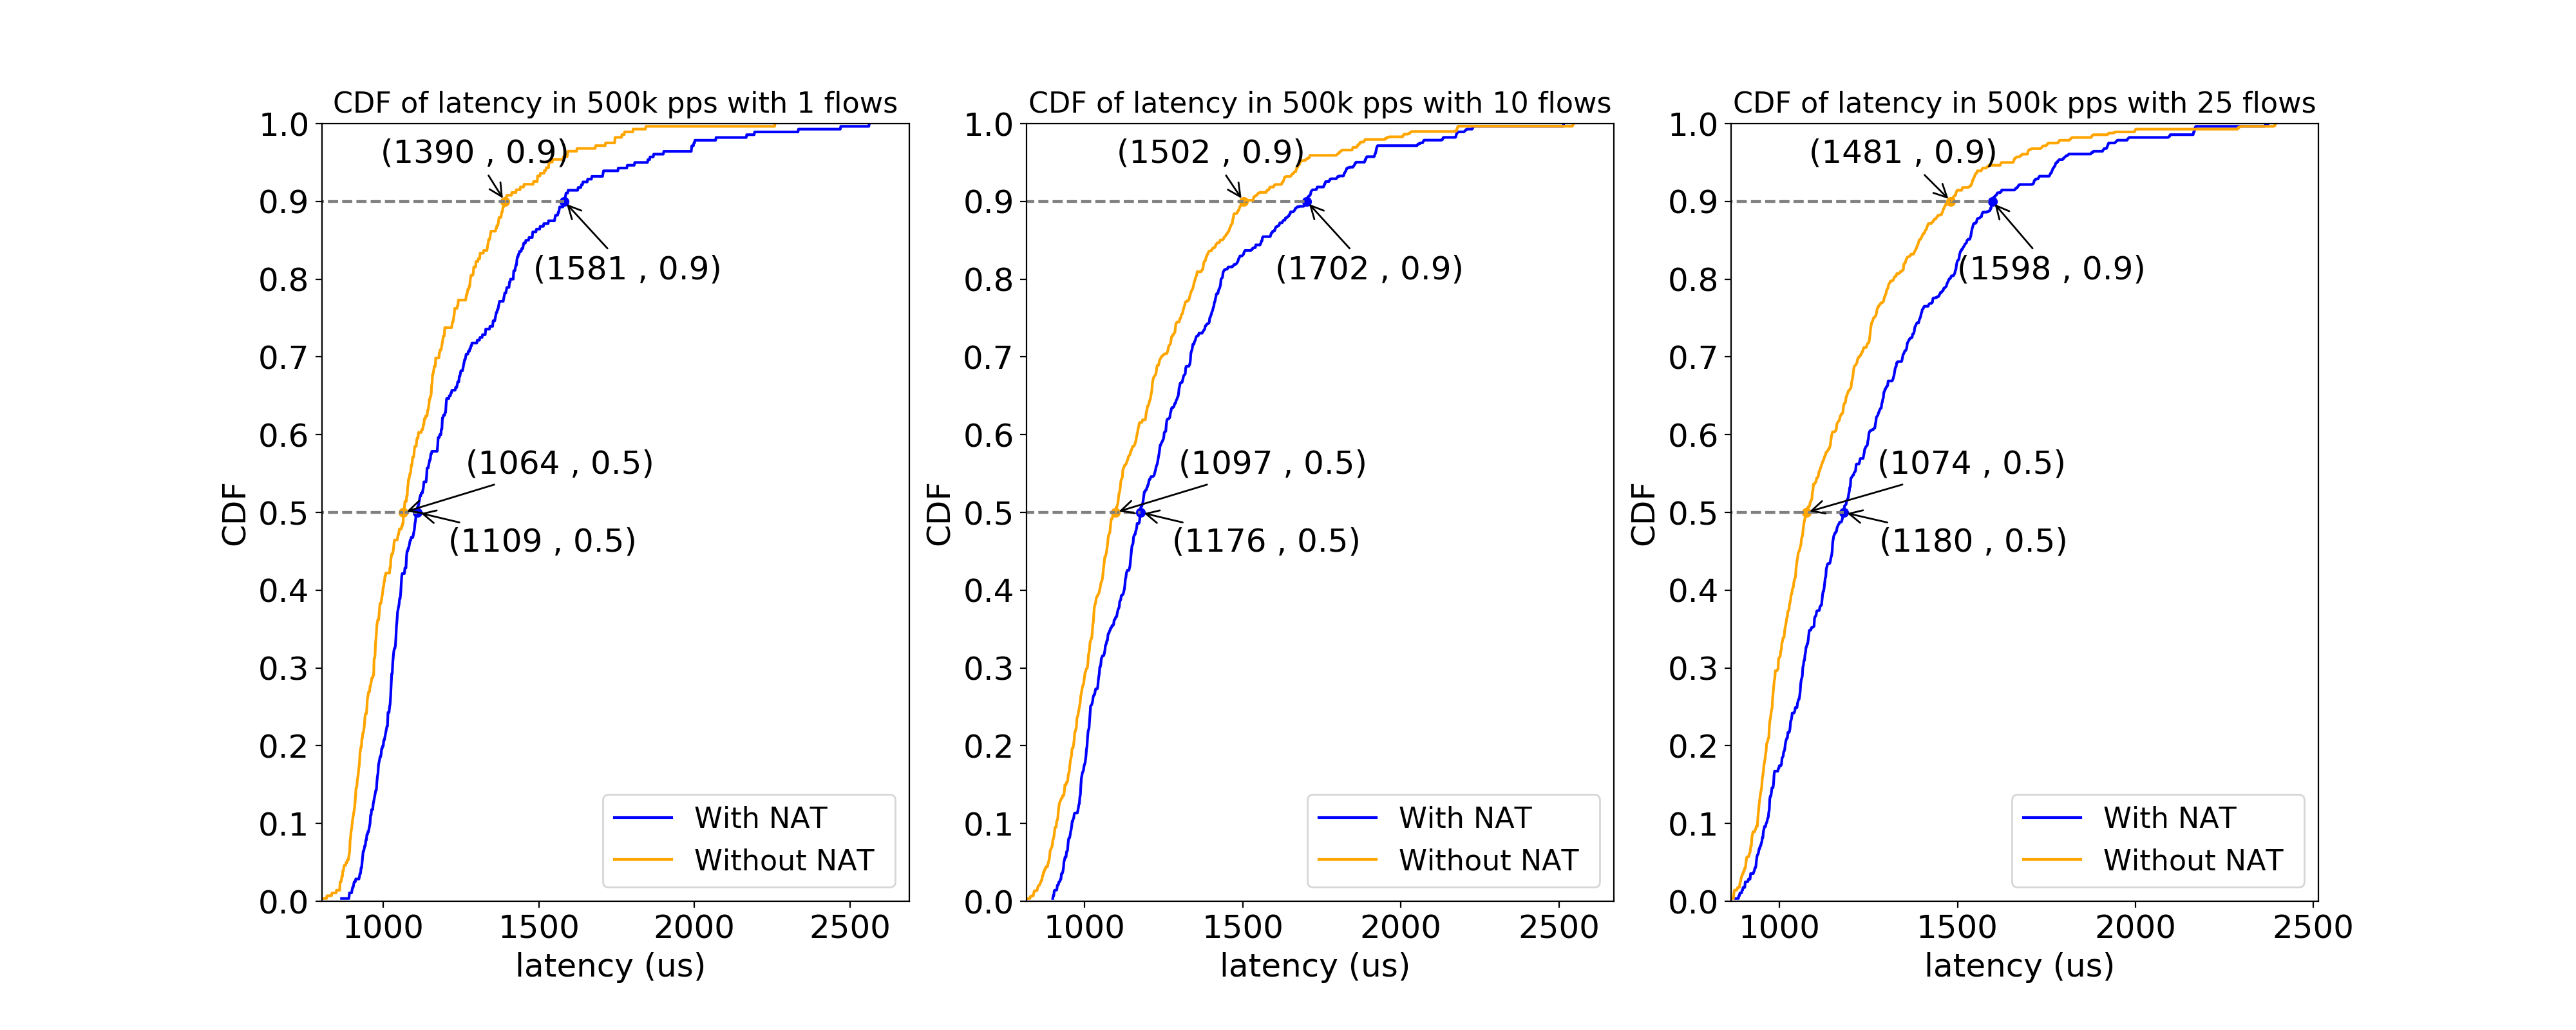 CDF of latency in 500k pps with 1 flows
1.0
0.9
0.8
0.7
0.6
0.5
0.4
0.3
0.2
0.1
0.0
CDF
(1390 , 0.9)
(1581 , 0.9)
(1064 , 0.5)
(1109 , 0.5)
With NAT
Without NAT
1000 1500 2000 2500
latency (us)
CDF of latency in 500k pps with 10 flows
1.0
0.9
0.8
0.7
0.6
0.5
0.4
0.3
0.2
0.1
0.0
CDF
(1502 , 0.9)
(1702 , 0.9)
(1097 , 0.5)
(1176 , 0.5)
With NAT
Without NAT
1000 1500 2000 2500
latency (us)
CDF of latency in 500k pps with 25 flows
1.0
0.9
0.8
0.7
0.6
0.5
0.4
0.3
0.2
0.1
0.0
CDF
(1481 , 0.9)
(1598 , 0.9)
(1074 , 0.5)
(1180 , 0.5)
With NAT
Without NAT
1000 1500 2000 2500
latency (us)